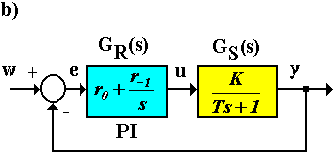 b)
G_R(s) G_S(s)
w + e r_0 + r_{-1}/s u K/(Ts+1) y
-
PI